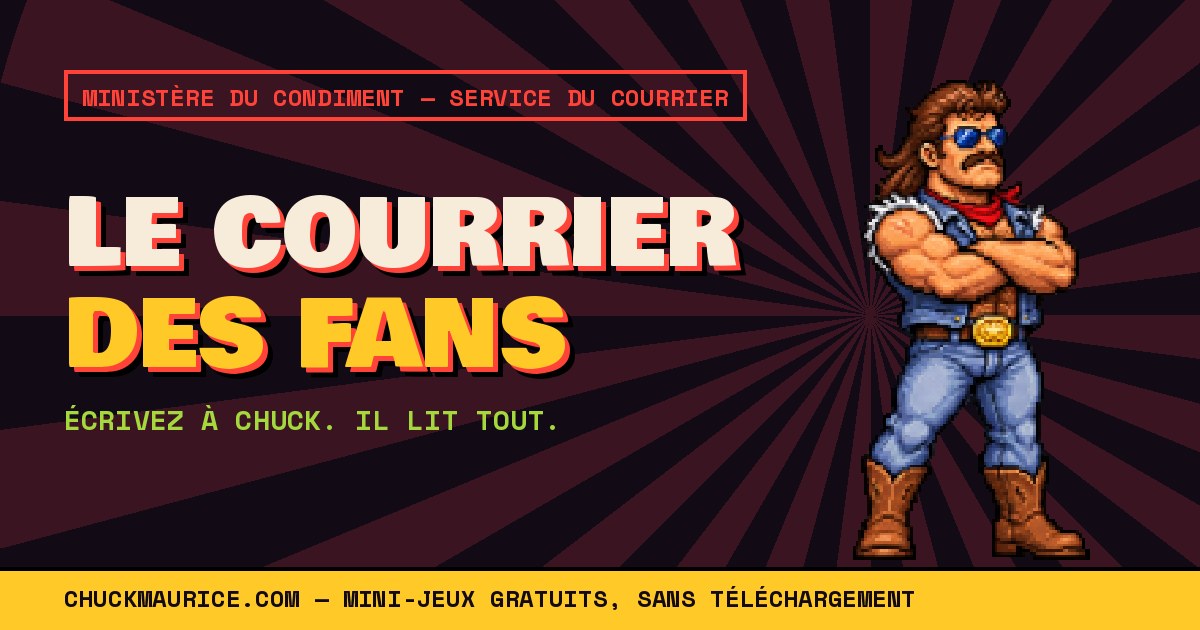 MINISTÈRE DU CONDIMENT — SERVICE DU COURRIER
LE COURRIER
DES FANS
ÉCRIVEZ À CHUCK. IL LIT TOUT.
CHUCKMAURICE.COM — MINI-JEUX GRATUITS, SANS TÉLÉCHARGEMENT